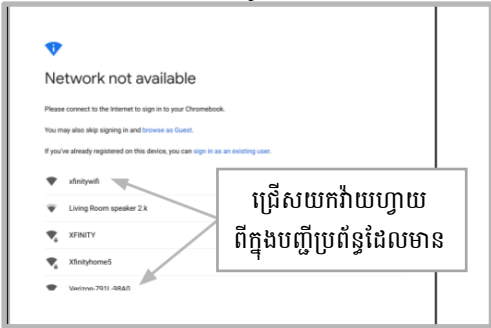 Network not available
Please connect to the Internet to sign in to your Chromebook.
You may also skip signing in and browse as Guest.
If you've already registered on this device, you can sign in as an existing user.
xfinitywifi
Living Room speaker 2.k
XFINITY
Xfinityhome5
Verizon-791L-98A0
ជ្រើសយកវ៉ាយហ្វាយ
ពីក្នុងបញ្ជីប្រព័ន្ធដែលមាន